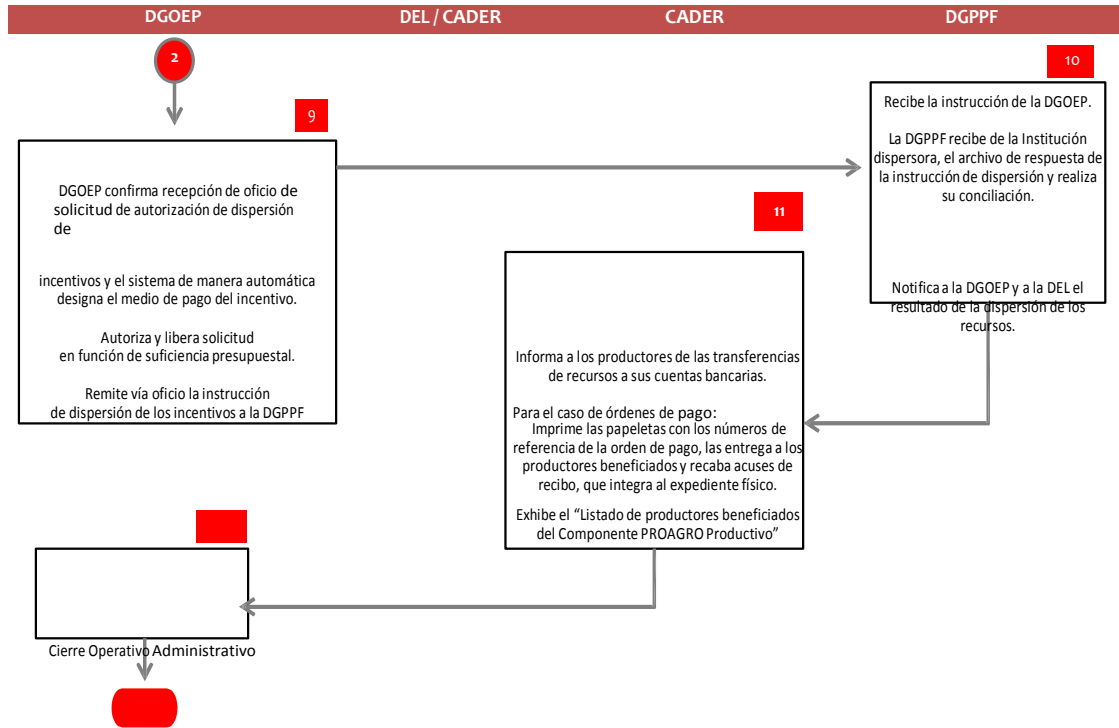 DGOEP DEL / CADER CADER DGPPF
2
9
DGOEP confirma recepción de oficio de
solicitud de autorización de dispersión
de
incentivos y el sistema de manera automática
designa el medio de pago del incentivo.
Autoriza y libera solicitud
en función de suficiencia presupuestal.
Remite vía oficio la instrucción
de dispersión de los incentivos a la DGPPF
10
Recibe la instrucción de la DGOEP.
La DGPPF recibe de la Institución
dispersora, el archivo de respuesta de
la instrucción de dispersión y realiza
su conciliación.
Notifica a la DGOEP y a la DEL el
resultado de la dispersión de los
recursos.
11
Informa a los productores de las transferencias
de recursos a sus cuentas bancarias.
Para el caso de órdenes de pago:
Imprime las papeletas con los números de
referencia de la orden de pago, las entrega a los
productores beneficiados y recaba acuses de
recibo, que integra al expediente físico.
Exhibe el “Listado de productores beneficiados
del Componente PROAGRO Productivo”
Cierre Operativo Administrativo